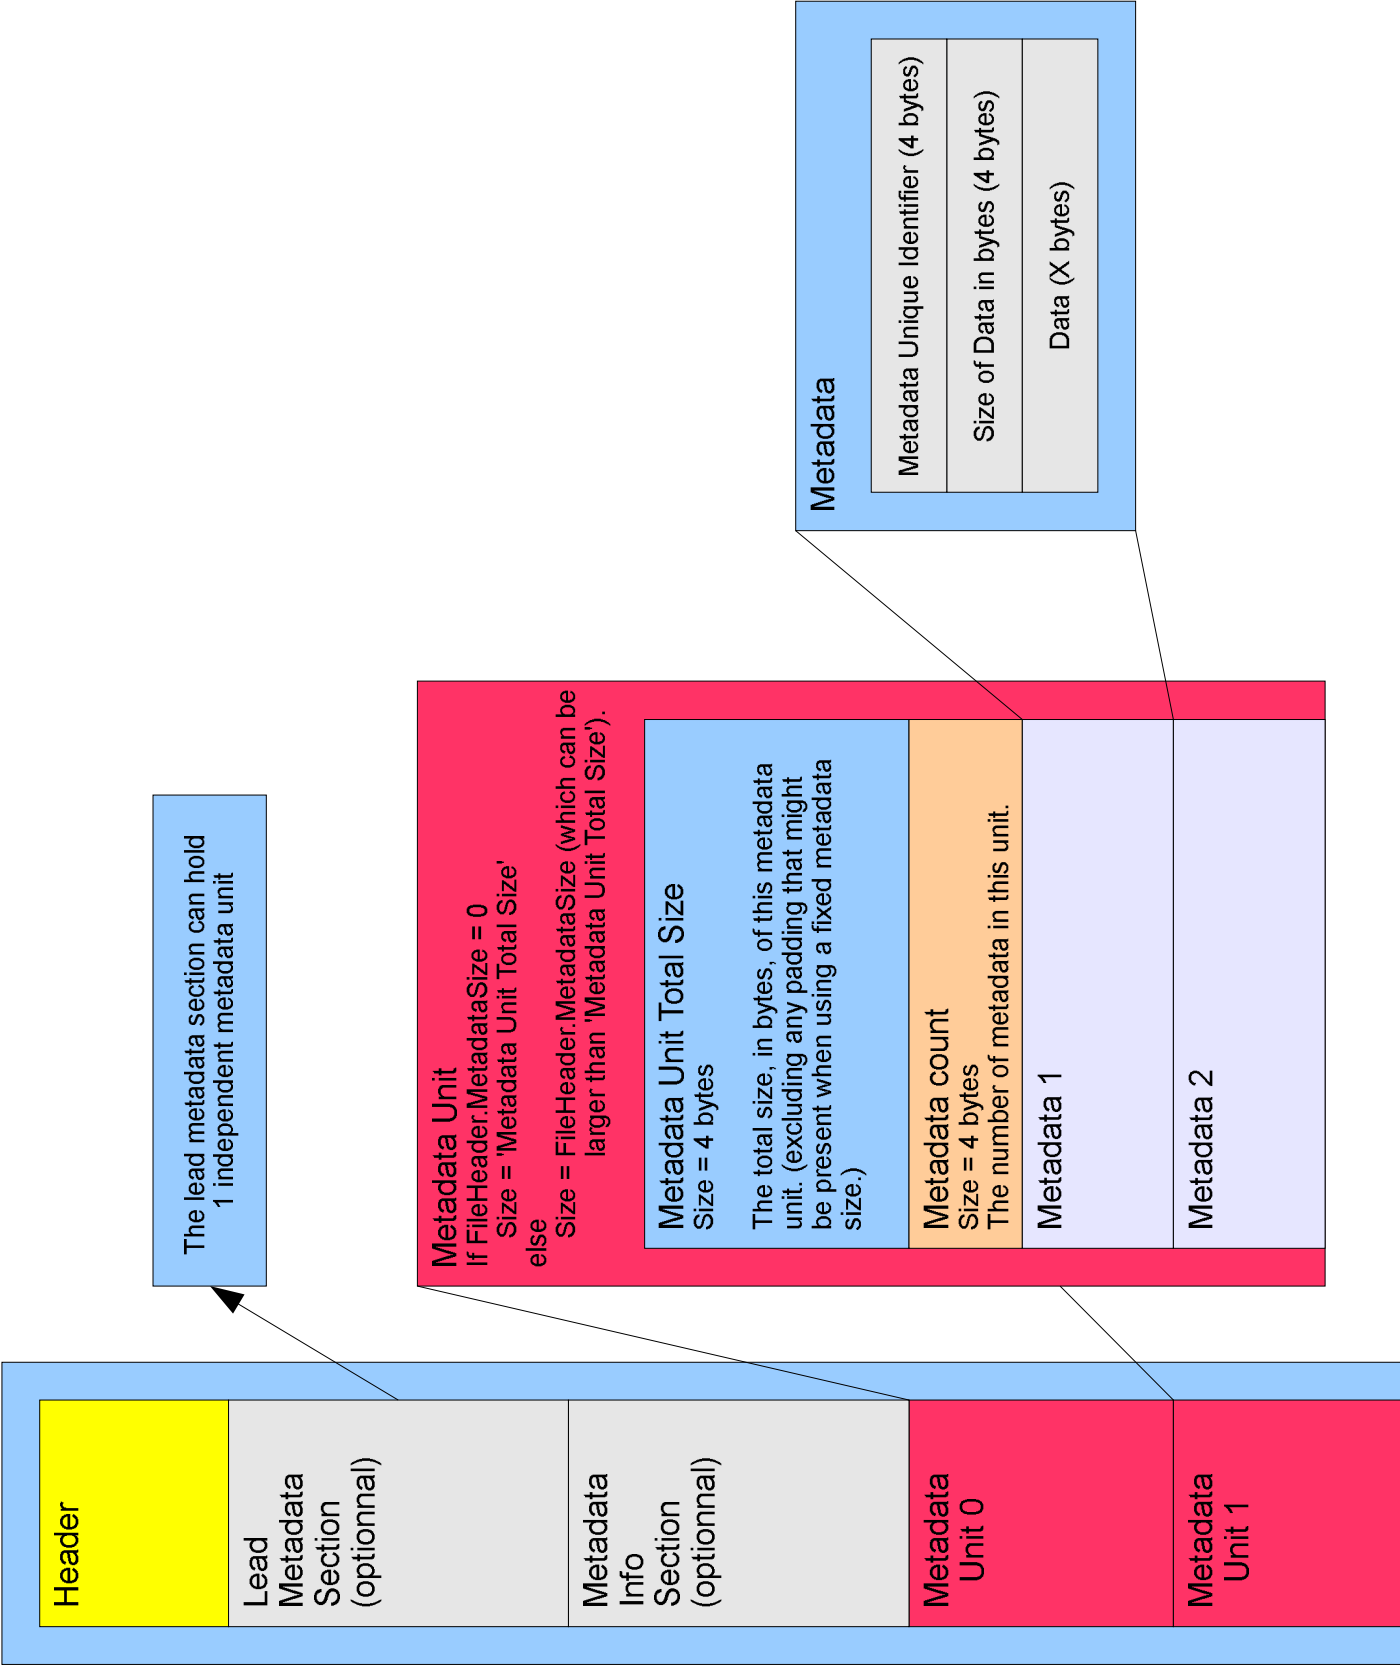 Header
Lead
Metadata
Section
(optionnal)
Metadata
Info
Section
(optionnal)
Metadata
Unit 0
Metadata
Unit 1
The lead metadata section can hold
1 independent metadata unit
Metadata Unit
If FileHeader.MetadataSize = 0
Size = 'Metadata Unit Total Size'
else
Size = FileHeader.MetadataSize (which can be
larger than 'Metadata Unit Total Size').
Metadata Unit Total Size
Size = 4 bytes
The total size, in bytes, of this metadata
unit. (excluding any padding that might
be present when using a fixed metadata
size.)
Metadata count
Size = 4 bytes
The number of metadata in this unit.
Metadata 1
Metadata 2
Metadata
Metadata Unique Identifier (4 bytes)
Size of Data in bytes (4 bytes)
Data (X bytes)